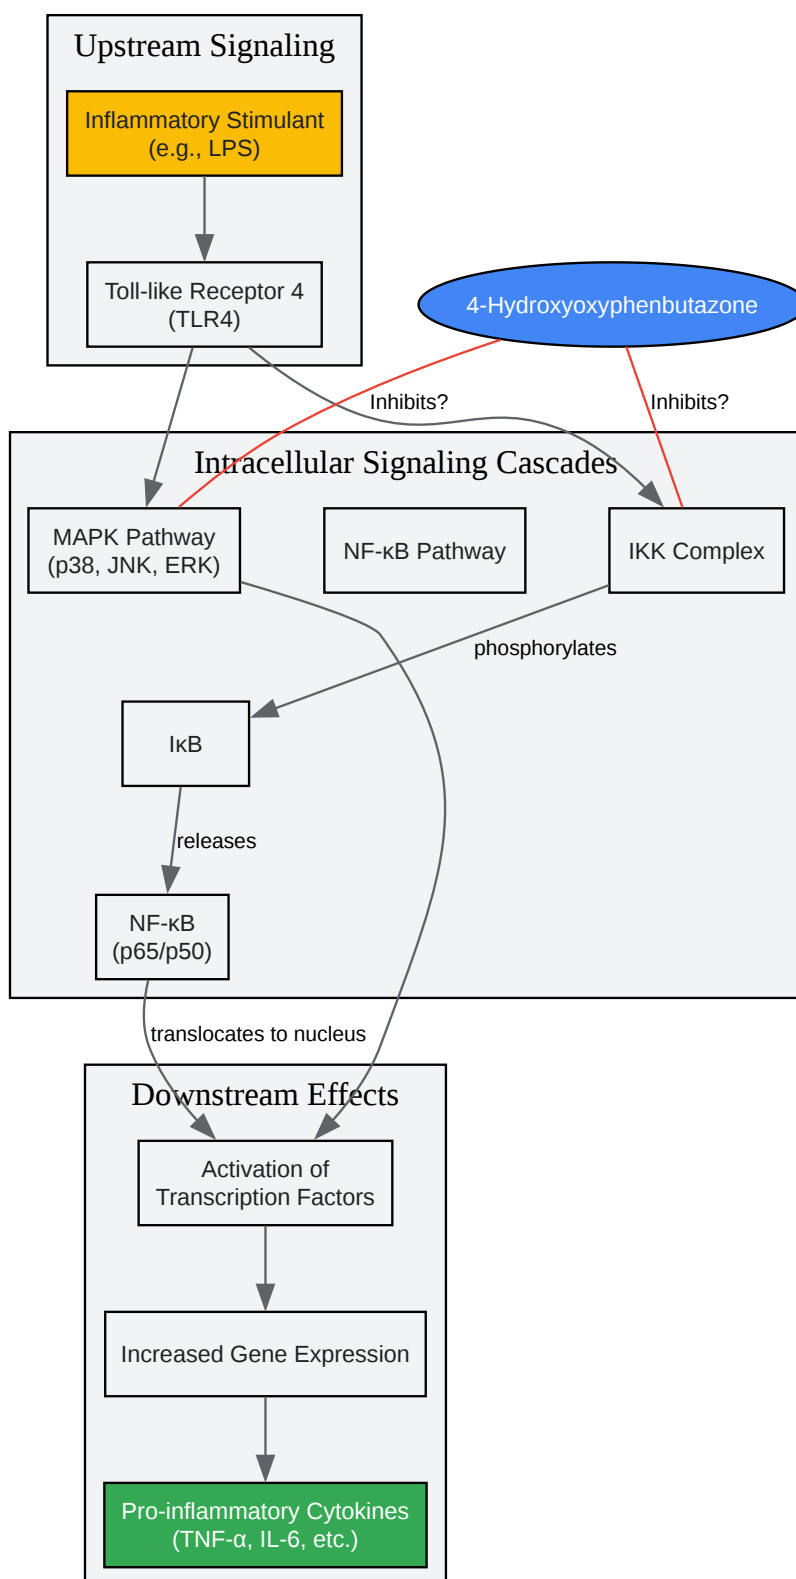 Upstream Signaling
Inflammatory Stimulant
(e.g., LPS)
Toll-like Receptor 4
(TLR4)
4-Hydroxyoxyphenbutazone
Inhibits?
Inhibits?
Intracellular Signaling Cascades
MAPK Pathway
(p38, JNK, ERK)
NF-κB Pathway
IKK Complex
phosphorylates
IκB
releases
NF-κB
(p65/p50)
translocates to nucleus
Downstream Effects
Activation of
Transcription Factors
Increased Gene Expression
Pro-inflammatory Cytokines
(TNF-α, IL-6, etc.)